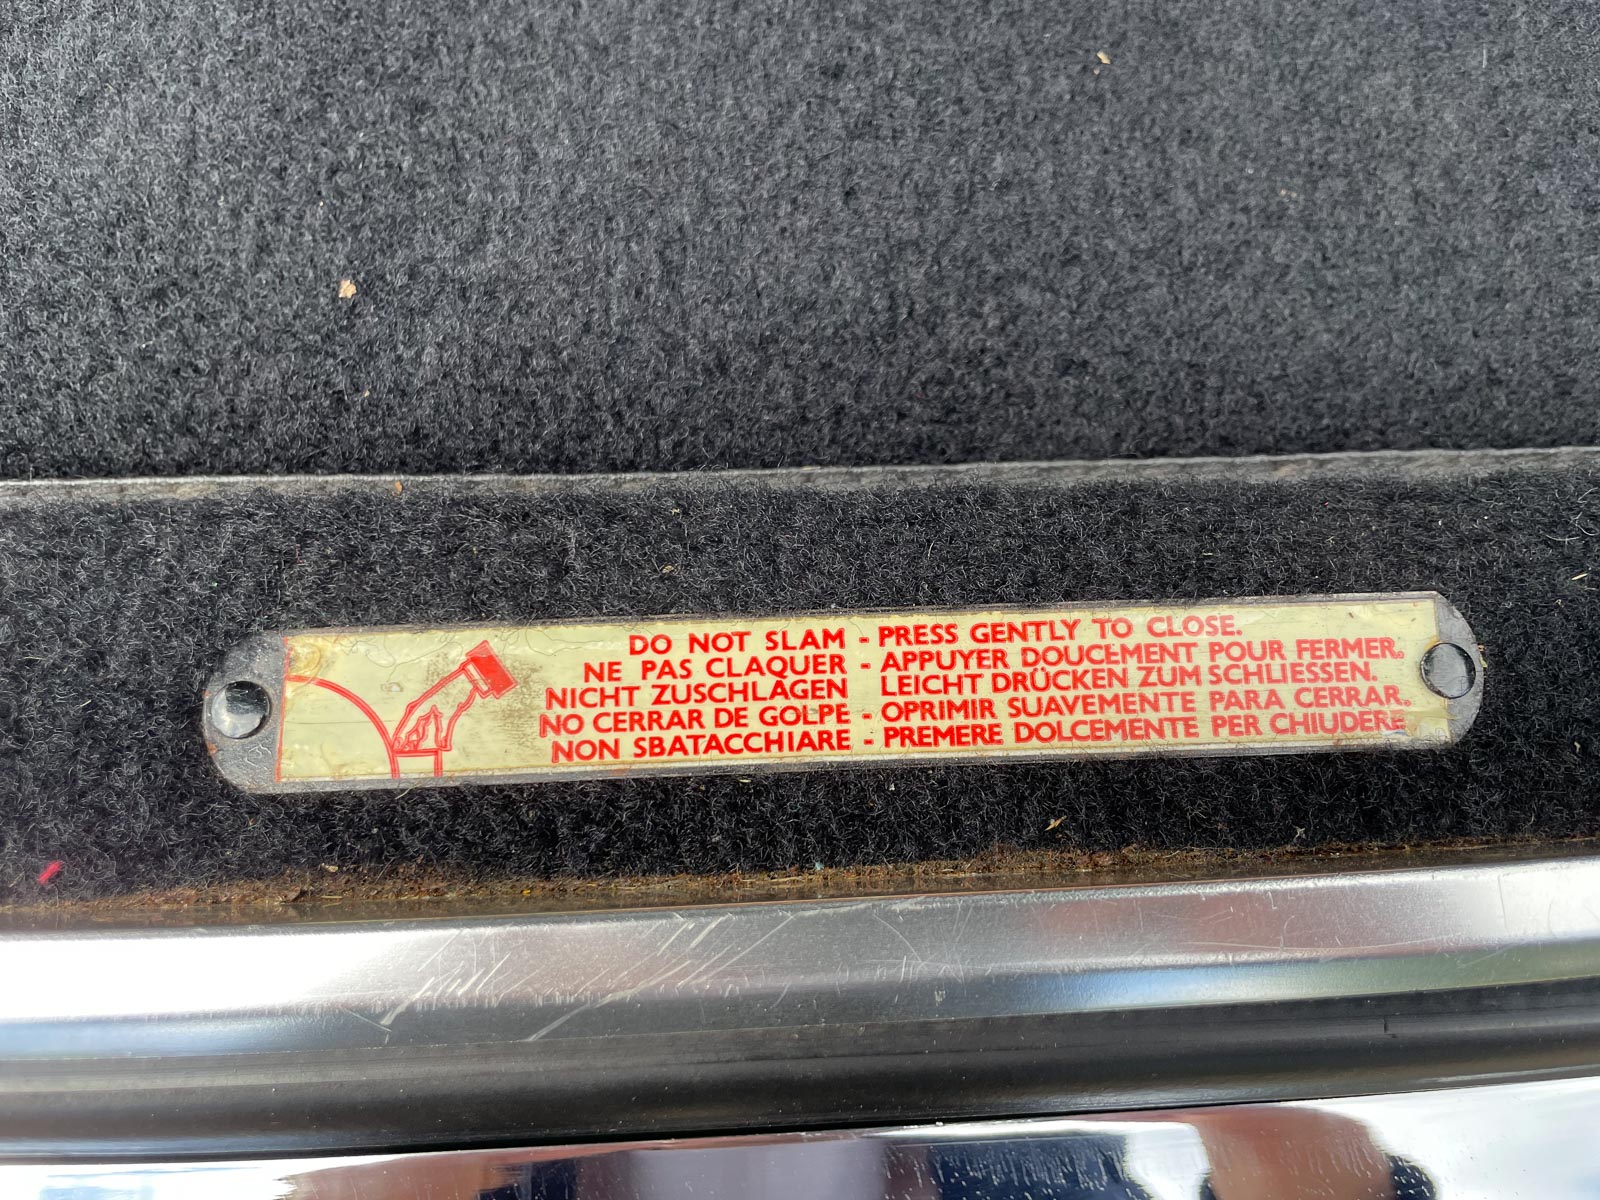 DO NOT SLAM - PRESS GENTLY TO CLOSE.
NE PAS CLAQUER - APPUYER DOUCEMENT POUR FERMER.
NICHT ZUSCHLAGEN LEICHT DRÜCKEN ZUM SCHLIESSEN.
NO CERRAR DE GOLPE - OPRIMIR SUAVEMENTE PARA CERRAR.
NON SBATACCHIARE - PREMERE DOLCEMENTE PER CHIUDERE